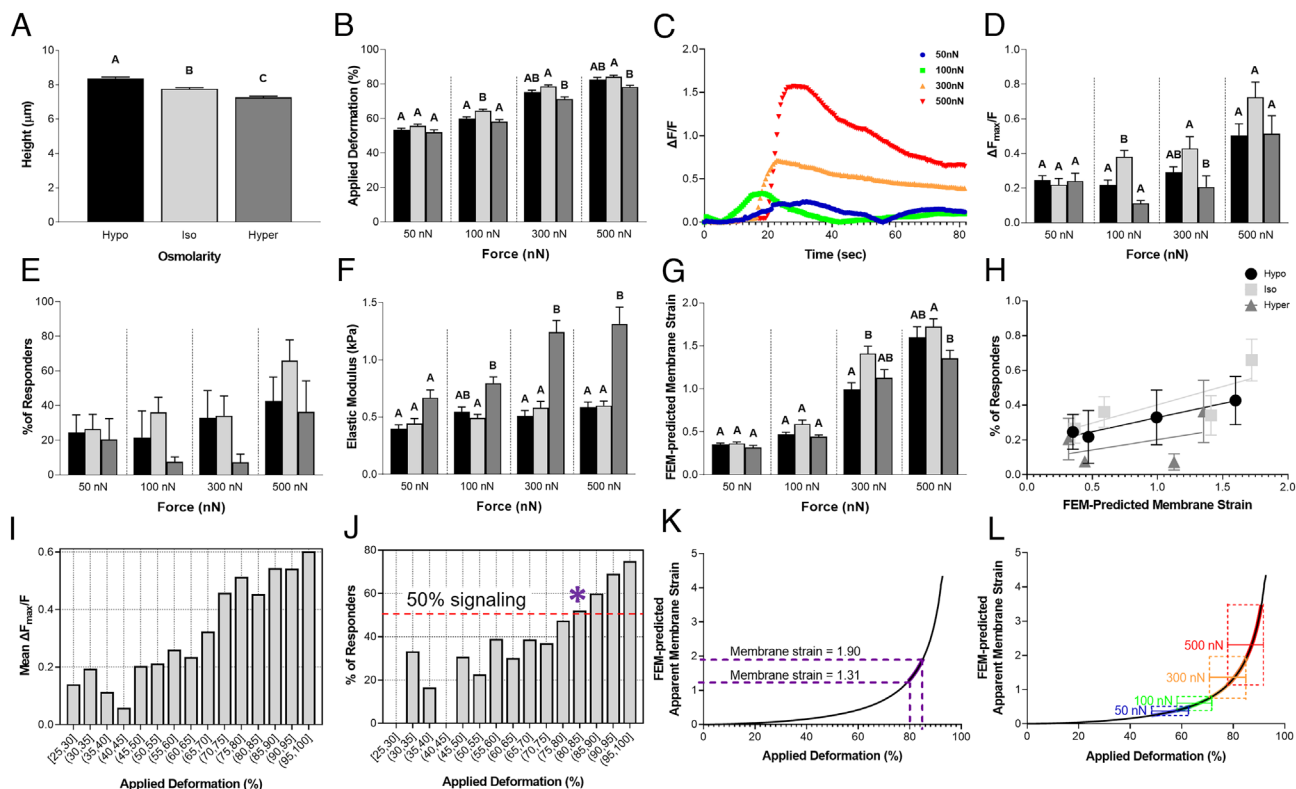 A
Height (μm)
10
8
6
4
2
0
A
B
C
Hypo
Iso
Hyper
Osmolarity
B
Applied Deformation (%)
100
80
60
40
20
0
A A A
A B A
AB A B
AB A B
50 nN
100 nN
300 nN
500 nN
Force (nN)
C
ΔF/F
2.0
1.5
1.0
0.5
0.0
50nN
100nN
300nN
500nN
0 20 40 60 80
Time (sec)
D
ΔFmax/F
1.0
0.8
0.6
0.4
0.2
0.0
A A A
A B A
AB A B
A A A
50 nN
100 nN
300 nN
500 nN
Force (nN)
E
%of Responders
100
80
60
40
20
0
50 nN
100 nN
300 nN
500 nN
Force (nN)
F
Elastic Modulus (kPa)
1.5
1.0
0.5
0.0
A A A
AB A B
A A B
A A B
50 nN
100 nN
300 nN
500 nN
Force (nN)
G
FEM-predicted Membrane Strain
2.0
1.5
1.0
0.5
0.0
A A A
A A A
A B AB
AB A B
50 nN
100 nN
300 nN
500 nN
Force (nN)
H
Hypo
Iso
Hyper
% of Responders
1.0
0.8
0.6
0.4
0.2
0.0
0.0 0.5 1.0 1.5 2.0
FEM-Predicted Membrane Strain
I
Mean ΔFmax/F
0.6
0.4
0.2
0.0
[25,30]
(30,35]
(35,40]
(40,45]
(45,50]
(50,55]
(55,60]
(60,65]
(65,70]
(70,75]
(75,80]
(80,85]
(85,90]
(90,95]
(95,100]
Applied Deformation (%)
J
% of Responders
80
60
40
20
0
50% signaling
*
[25,30]
(30,35]
(35,40]
(40,45]
(45,50]
(50,55]
(55,60]
(60,65]
(65,70]
(70,75]
(75,80]
(80,85]
(85,90]
(90,95]
(95,100]
Applied Deformation (%)
K
FEM-predicted
Apparent Membrane Strain
5
4
3
2
1
0
Membrane strain = 1.90
Membrane strain = 1.31
0 20 40 60 80 100
Applied Deformation (%)
L
FEM-predicted
Apparent Membrane Strain
5
4
3
2
1
0
500 nN
300 nN
100 nN
50 nN
0 20 40 60 80 100
Applied Deformation (%)